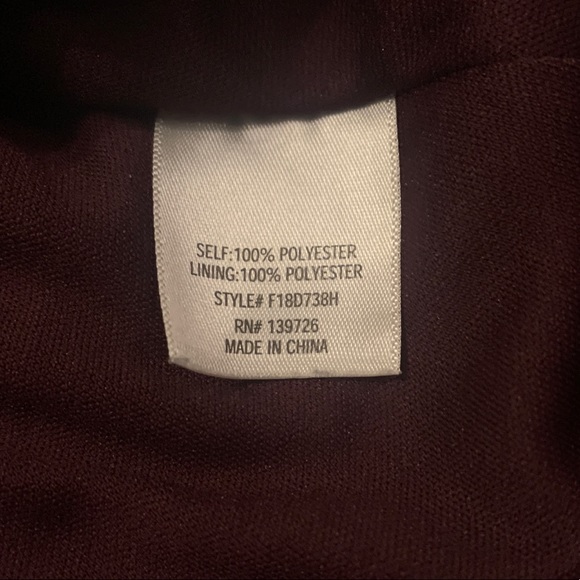 SELF:100% POLYESTER
LINING:100% POLYESTER
STYLE# F18D738H
RN# 139726
MADE IN CHINA